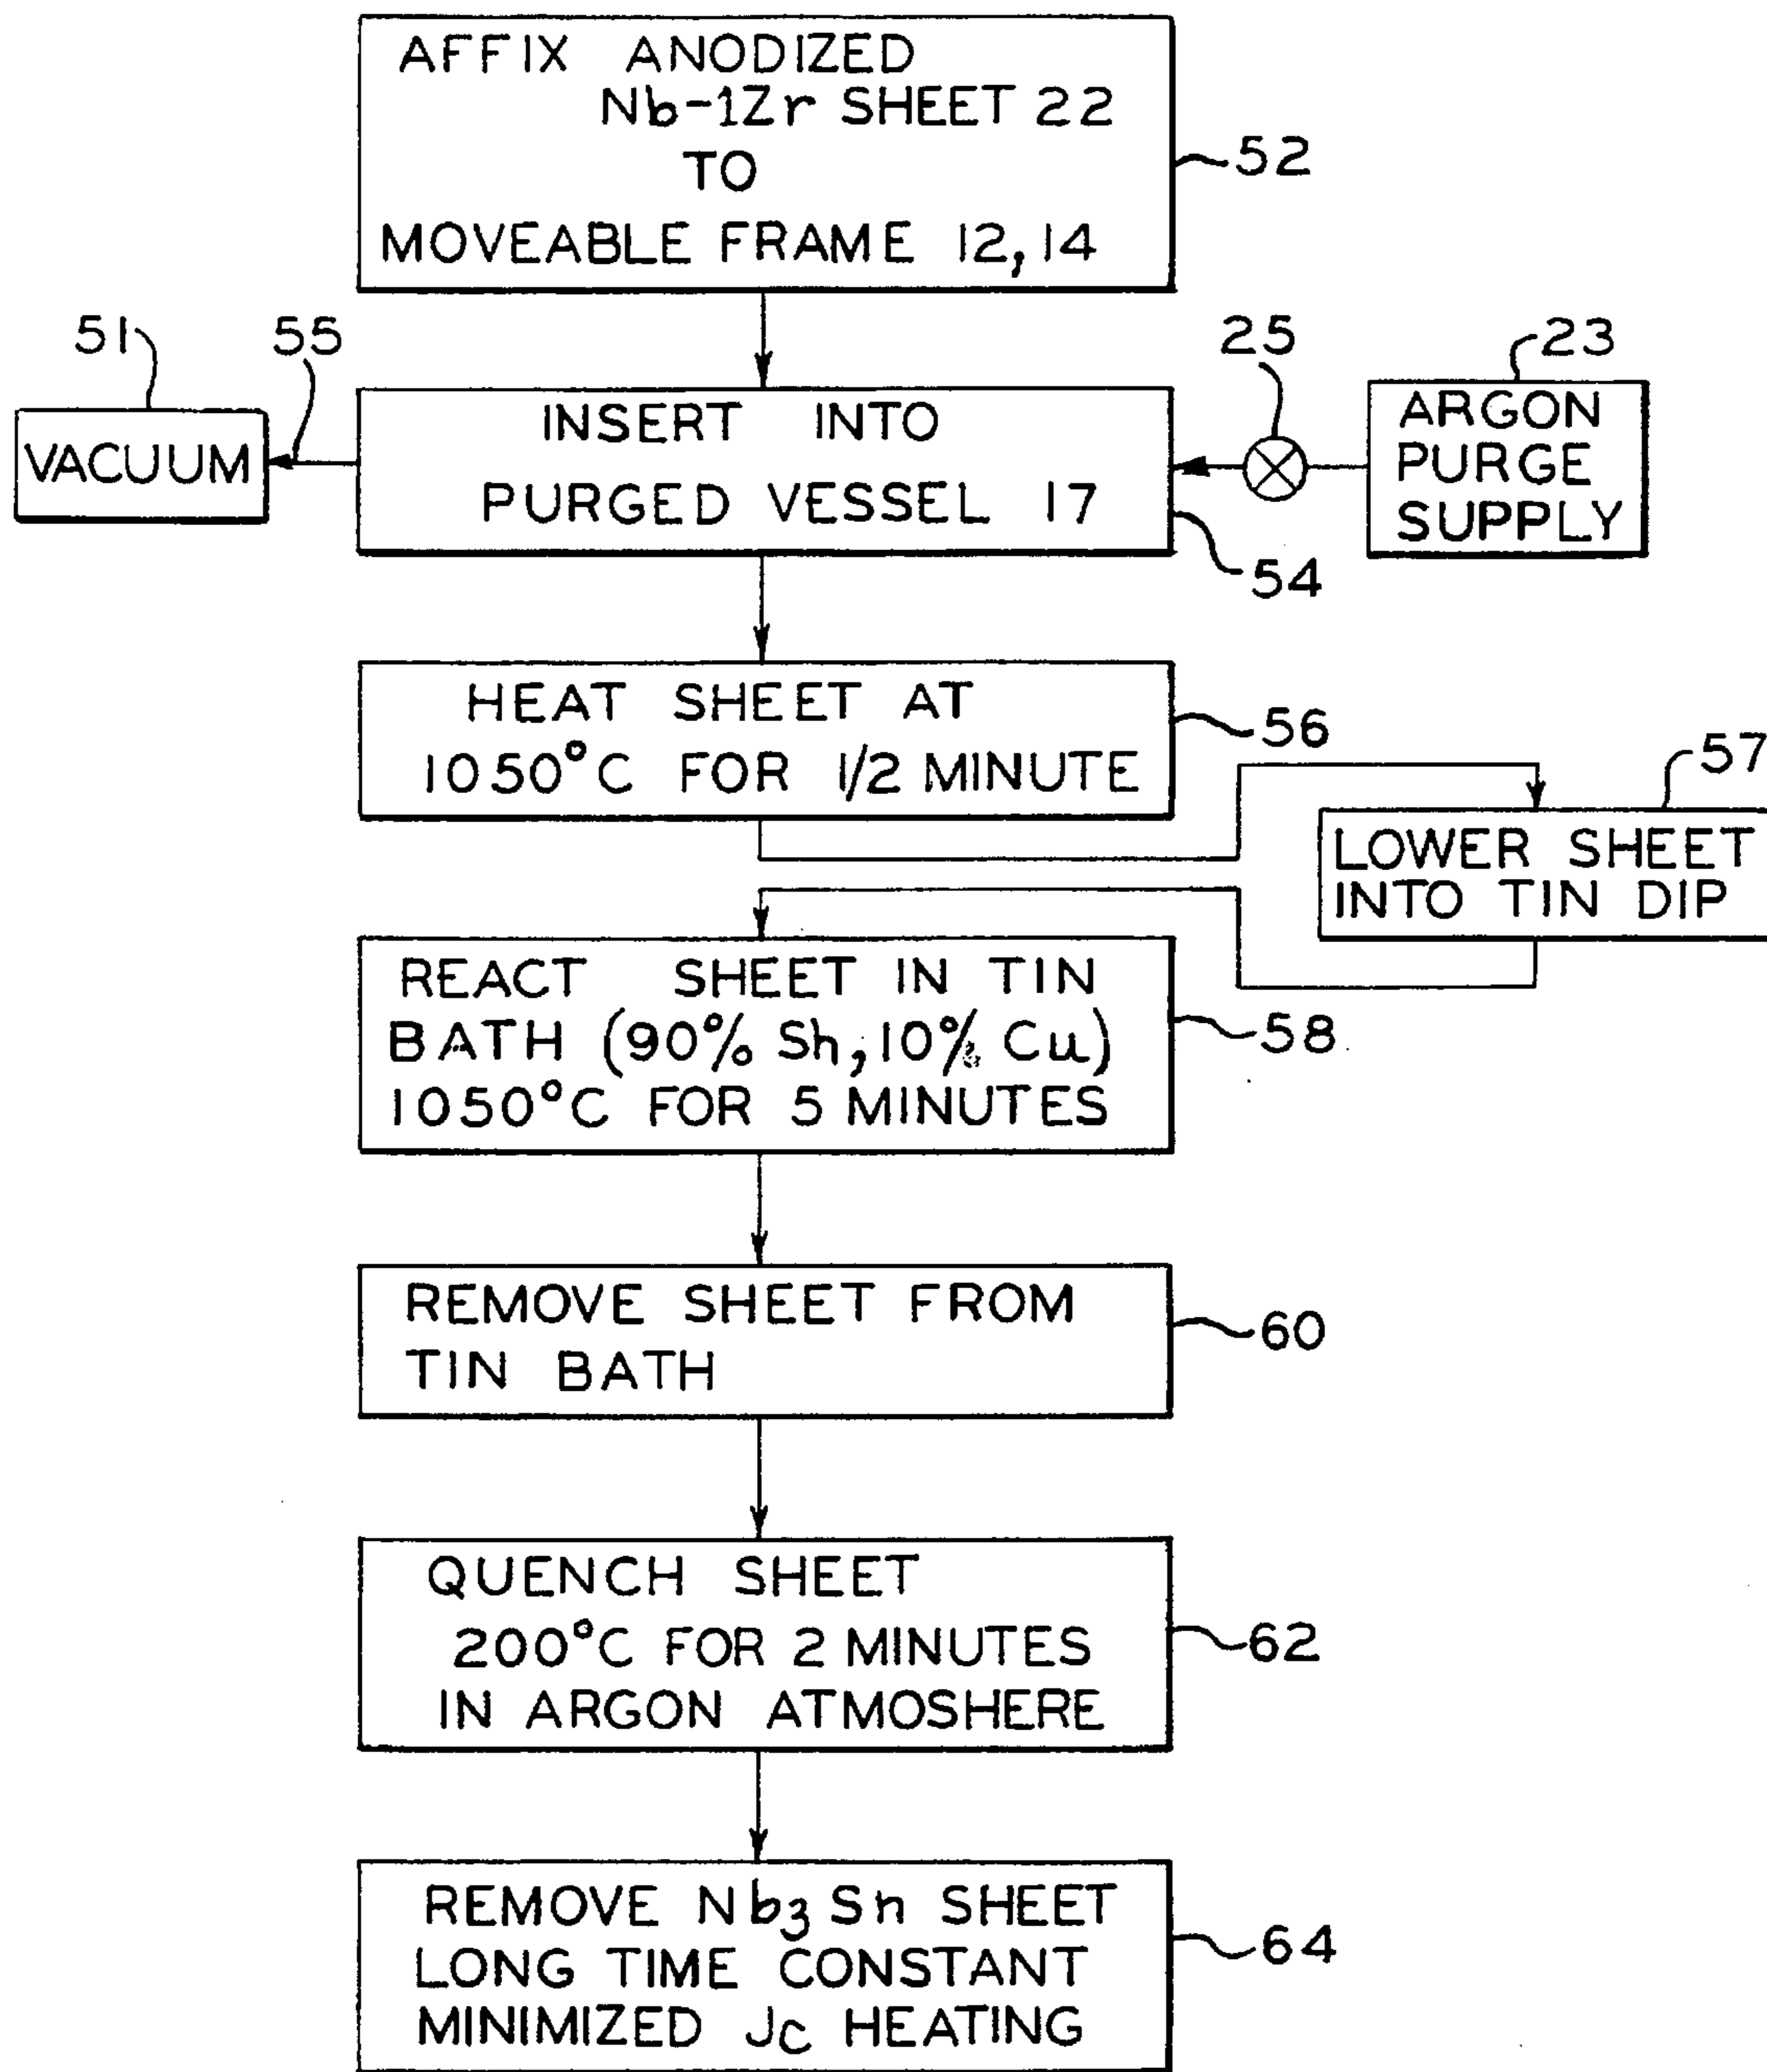 AFFIX ANODIZED
Nb-1Zr SHEET 22
TO
MOVEABLE FRAME 12, 14
52
51
55
VACUUM
INSERT INTO
PURGED VESSEL 17
54
25
23
ARGON
PURGE
SUPPLY
HEAT SHEET AT
1050°C FOR 1/2 MINUTE
56
57
LOWER SHEET
INTO TIN DIP
REACT SHEET IN TIN
BATH (90% Sh, 10% Cu)
1050°C FOR 5 MINUTES
58
REMOVE SHEET FROM
TIN BATH
60
QUENCH SHEET
200°C FOR 2 MINUTES
IN ARGON ATMOSHERE
62
REMOVE Nb3 Sn SHEET
LONG TIME CONSTANT
MINIMIZED Jc HEATING
64